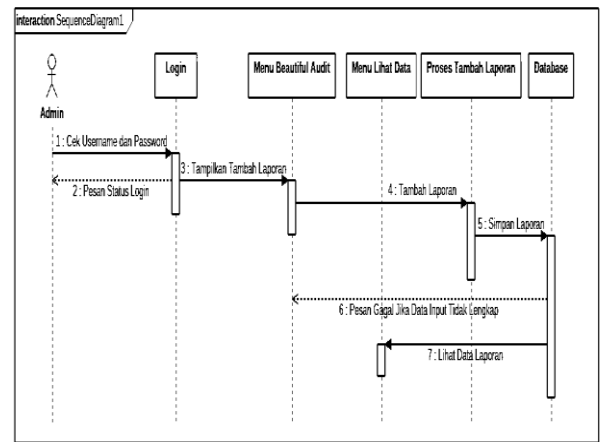 interaction SequenceDiagram1
Login
Menu Beautiful Audit
Menu Lihat Data
Proses Tambah Laporan
Database
Admin
1 : Cek Username dan Password
2 : Pesan Status Login
3 : Tampilkan Tambah Laporan
4 : Tambah Laporan
5 : Simpan Laporan
6 : Pesan Gagal Jika Data Input Tidak Lengkap
7 : Lihat Data Laporan